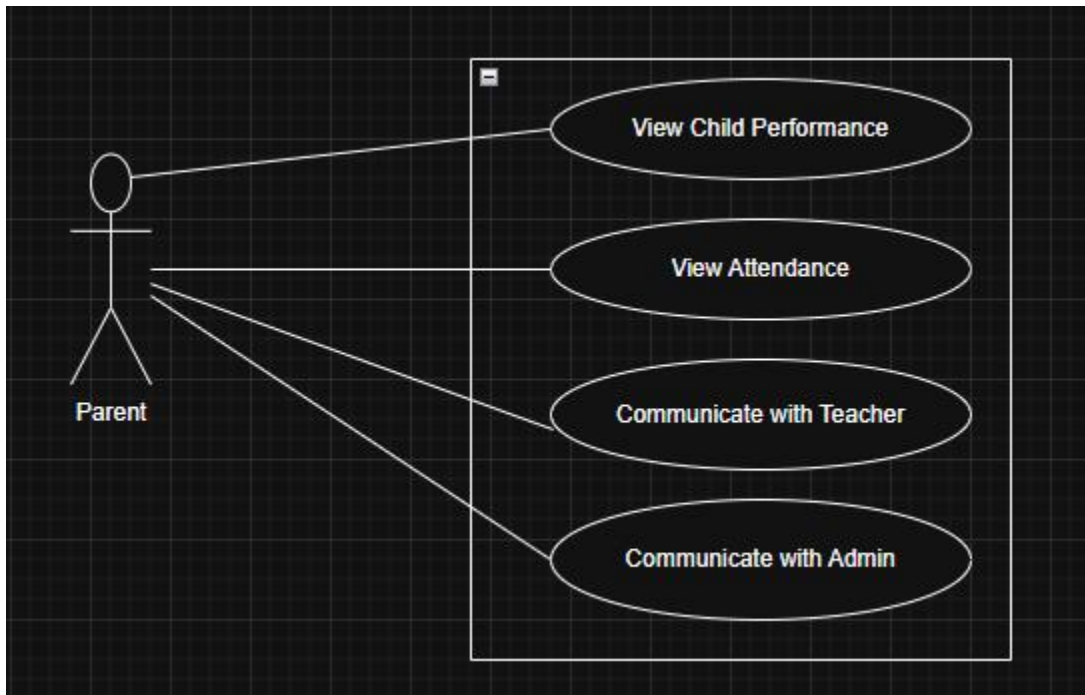 View Child Performance
View Attendance
Parent
Communicate with Teacher
Communicate with Admin